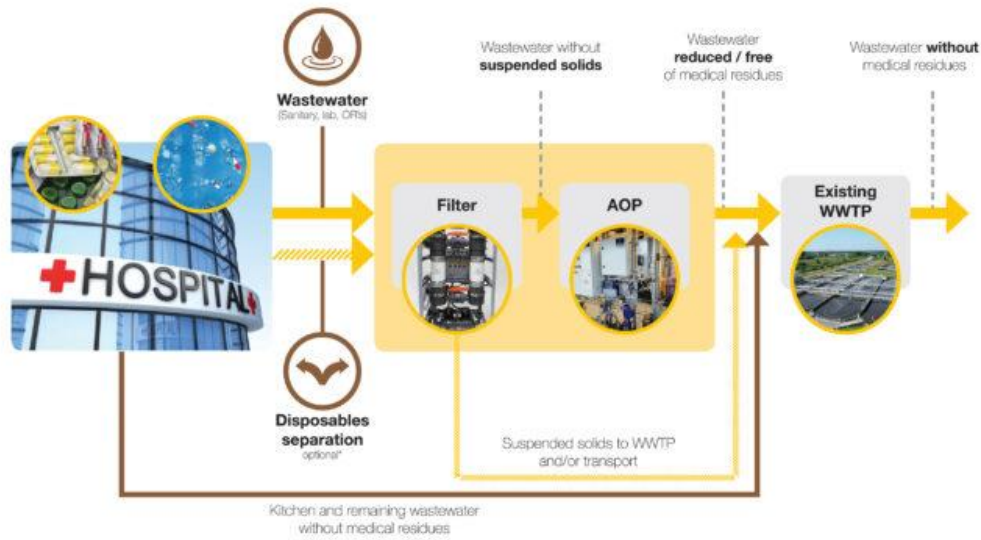 Wastewater
(Sanitary, lab, OR's)
Wastewater without
suspended solids
Wastewater
reduced / free
of medical residues
Wastewater without
medical residues
Filter
AOP
Existing
WWTP
HOSPITAL
Disposables
separation
optional*
Suspended solids to WWTP
and/or transport
Kitchen and remaining wastewater
without medical residues